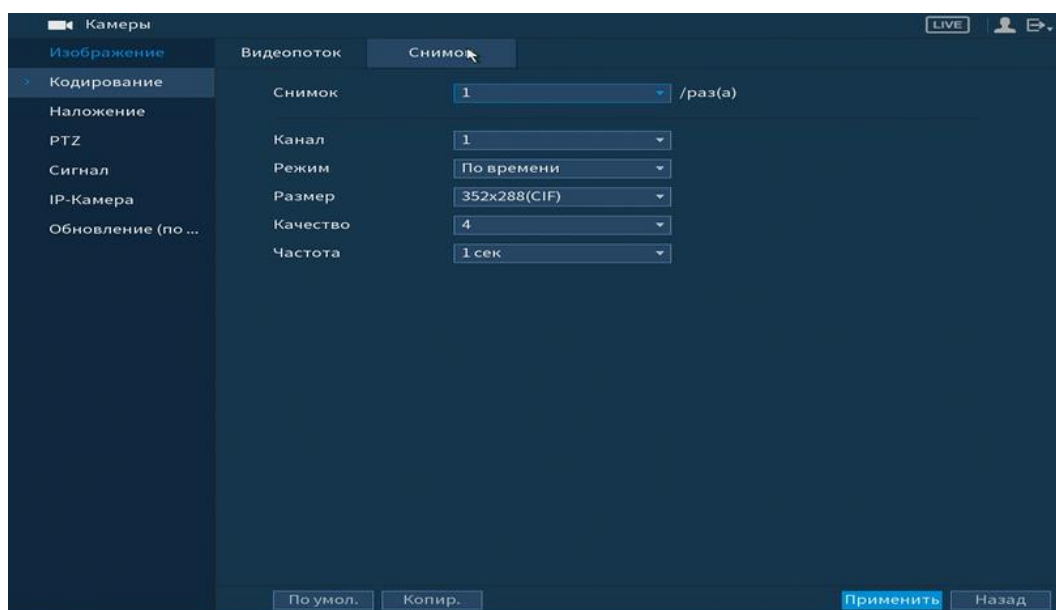 Камеры
LIVE
Изображение
Видеопоток
Снимок
Кодирование
Снимок 1 /раз(а)
Наложение
PTZ
Канал 1
Сигнал
Режим По времени
IP-Камера
Размер 352x288(CIF)
Обновление (по ...
Качество 4
Частота 1 сек
По умол.
Копир.
Применить
Назад